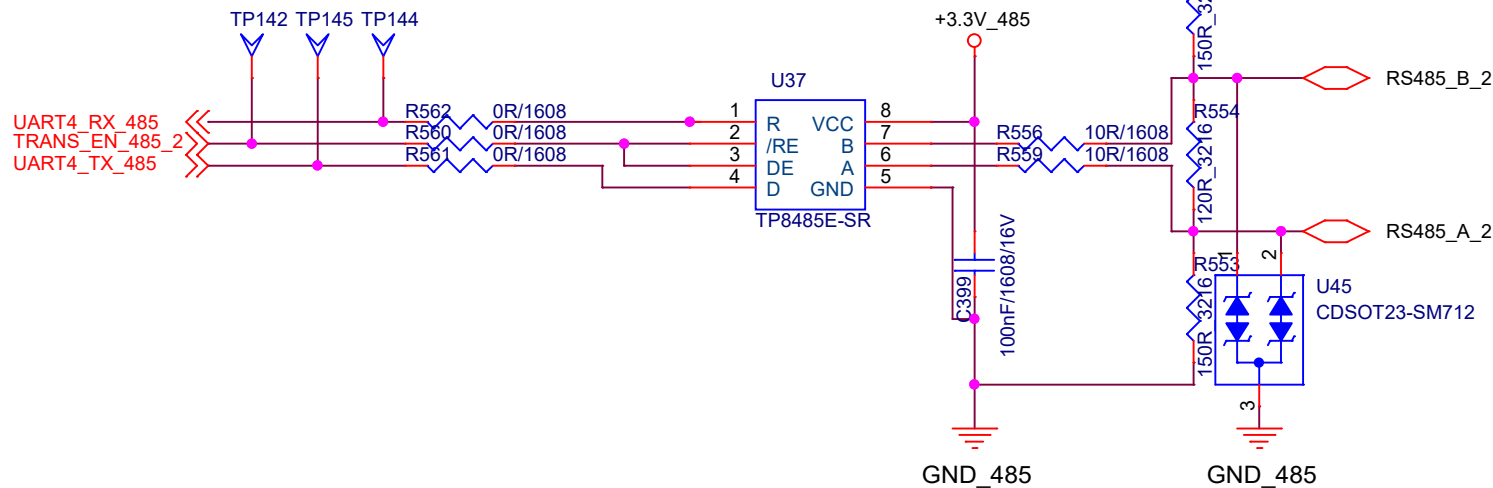 TP142 TP145 TP144
+3.3V_485
150R_32
RS485_B_2
U37
UART4_RX_485
TRANS_EN_485_2
UART4_TX_485
R562 0R/1608
R560 0R/1608
R561 0R/1608
1 R VCC 8
2 /RE B 7
3 DE A 6
4 D GND 5
TP8485E-SR
R556 10R/1608
R559 10R/1608
R554
120R_3216
RS485_A_2
C399
100nF/1608/16V
R553
150R_3216
1
2
3
U45
CDSOT23-SM712
GND_485
GND_485